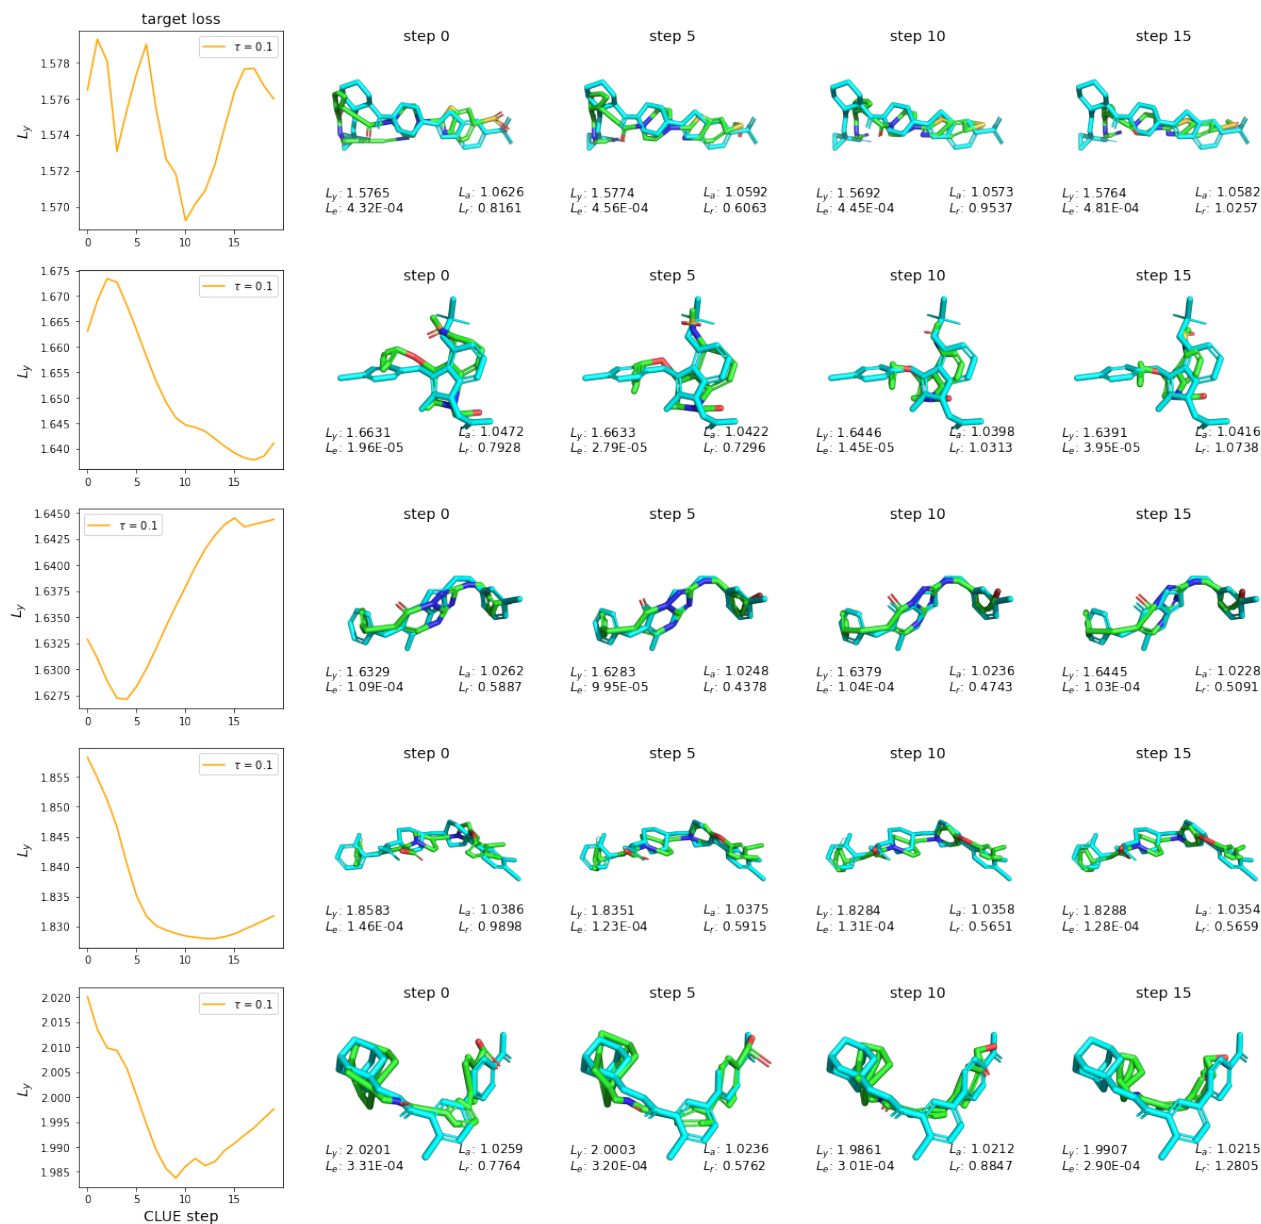 target loss
step 0
step 5
step 10
step 15
τ = 0.1
1.578
1.576
1.574
1.572
1.570
L_y
0 5 10 15
L_y: 1.5765 L_a: 1.0626
L_e: 4.32E-04 L_r: 0.8161
L_y: 1.5774 L_a: 1.0592
L_e: 4.56E-04 L_r: 0.6063
L_y: 1.5692 L_a: 1.0573
L_e: 4.45E-04 L_r: 0.9537
L_y: 1.5764 L_a: 1.0582
L_e: 4.81E-04 L_r: 1.0257
step 0
step 5
step 10
step 15
τ = 0.1
1.675
1.670
1.665
1.660
1.655
1.650
1.645
1.640
L_y
0 5 10 15
L_y: 1.6631 L_a: 1.0472
L_e: 1.96E-05 L_r: 0.7928
L_y: 1.6633 L_a: 1.0422
L_e: 2.79E-05 L_r: 0.7296
L_y: 1.6446 L_a: 1.0398
L_e: 1.45E-05 L_r: 1.0313
L_y: 1.6391 L_a: 1.0416
L_e: 3.95E-05 L_r: 1.0738
step 0
step 5
step 10
step 15
τ = 0.1
1.6450
1.6425
1.6400
1.6375
1.6350
1.6325
1.6300
1.6275
L_y
0 5 10 15
L_y: 1.6329 L_a: 1.0262
L_e: 1.09E-04 L_r: 0.5887
L_y: 1.6283 L_a: 1.0248
L_e: 9.95E-05 L_r: 0.4378
L_y: 1.6379 L_a: 1.0236
L_e: 1.04E-04 L_r: 0.4743
L_y: 1.6445 L_a: 1.0228
L_e: 1.03E-04 L_r: 0.5091
step 0
step 5
step 10
step 15
τ = 0.1
1.855
1.850
1.845
1.840
1.835
1.830
L_y
0 5 10 15
L_y: 1.8583 L_a: 1.0386
L_e: 1.46E-04 L_r: 0.9898
L_y: 1.8351 L_a: 1.0375
L_e: 1.23E-04 L_r: 0.5915
L_y: 1.8284 L_a: 1.0358
L_e: 1.31E-04 L_r: 0.5651
L_y: 1.8288 L_a: 1.0354
L_e: 1.28E-04 L_r: 0.5659
step 0
step 5
step 10
step 15
τ = 0.1
2.020
2.015
2.010
2.005
2.000
1.995
1.990
1.985
L_y
0 5 10 15
CLUE step
L_y: 2.0201 L_a: 1.0259
L_e: 3.31E-04 L_r: 0.7764
L_y: 2.0003 L_a: 1.0236
L_e: 3.20E-04 L_r: 0.5762
L_y: 1.9861 L_a: 1.0212
L_e: 3.01E-04 L_r: 0.8847
L_y: 1.9907 L_a: 1.0215
L_e: 2.90E-04 L_r: 1.2805